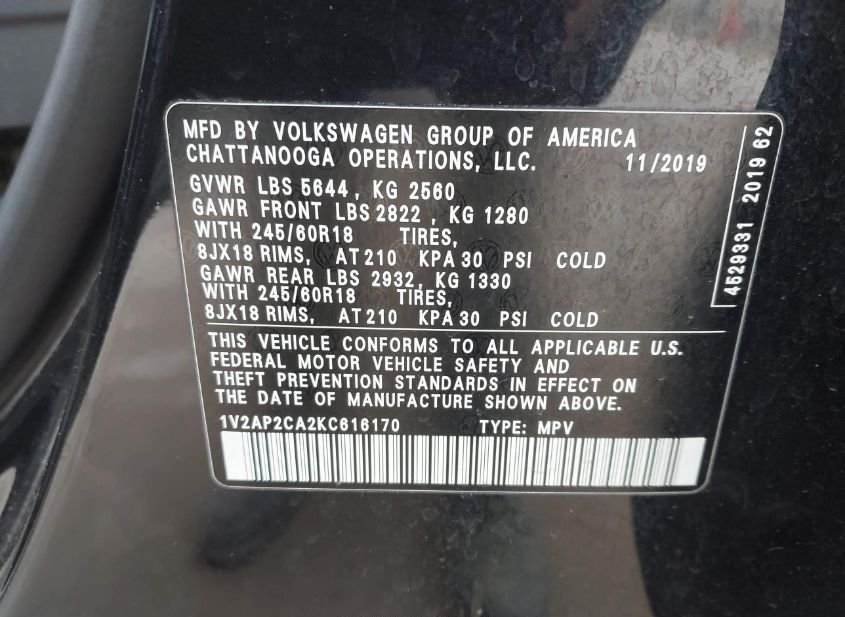 MFD BY VOLKSWAGEN GROUP OF AMERICA
CHATTANOOGA OPERATIONS, LLC. 11/2019
GVWR LBS 5644, KG 2560
GAWR FRONT LBS 2822, KG 1280
WITH 245/60R18 TIRES,
8JX18 RIMS, AT 210 KPA 30 PSI COLD
GAWR REAR LBS 2932, KG 1330
WITH 245/60R18 TIRES,
8JX18 RIMS, AT 210 KPA 30 PSI COLD
THIS VEHICLE CONFORMS TO ALL APPLICABLE U.S.
FEDERAL MOTOR VEHICLE SAFETY AND
THEFT PREVENTION STANDARDS IN EFFECT ON
THE DATE OF MANUFACTURE SHOWN ABOVE.
1V2AP2CA2KC616170 TYPE: MPV
4529331 2019 62